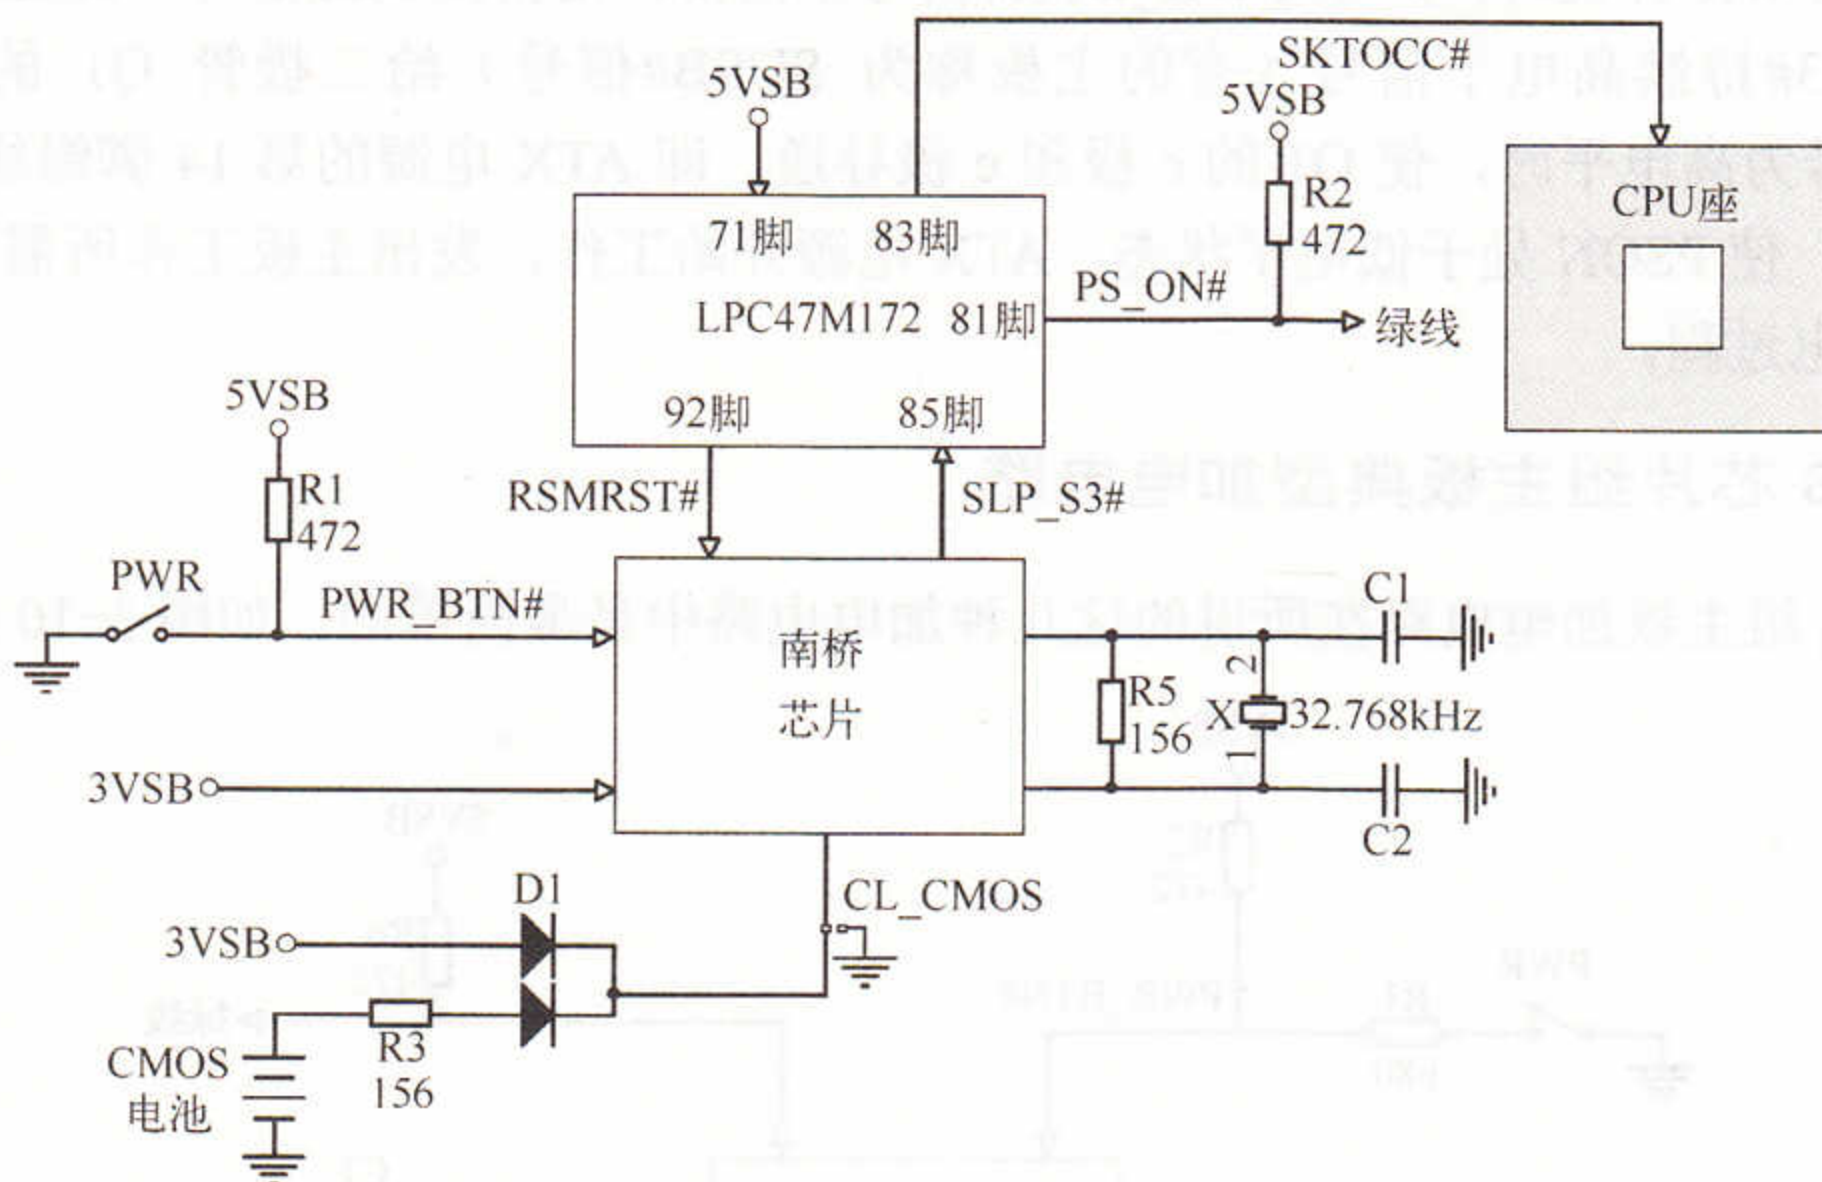 SKTOCC#
5VSB
5VSB
CPU座
R2
472
71脚
83脚
PS_ON#
LPC47M172
81脚
绿线
5VSB
92脚
85脚
R1
472
RSMRST#
SLP_S3#
PWR
PWR_BTN#
C1
南桥
芯片
2
R5
156
X
32.768kHz
1
3VSB
C2
D1
CL_CMOS
3VSB
R3
156
CMOS
电池